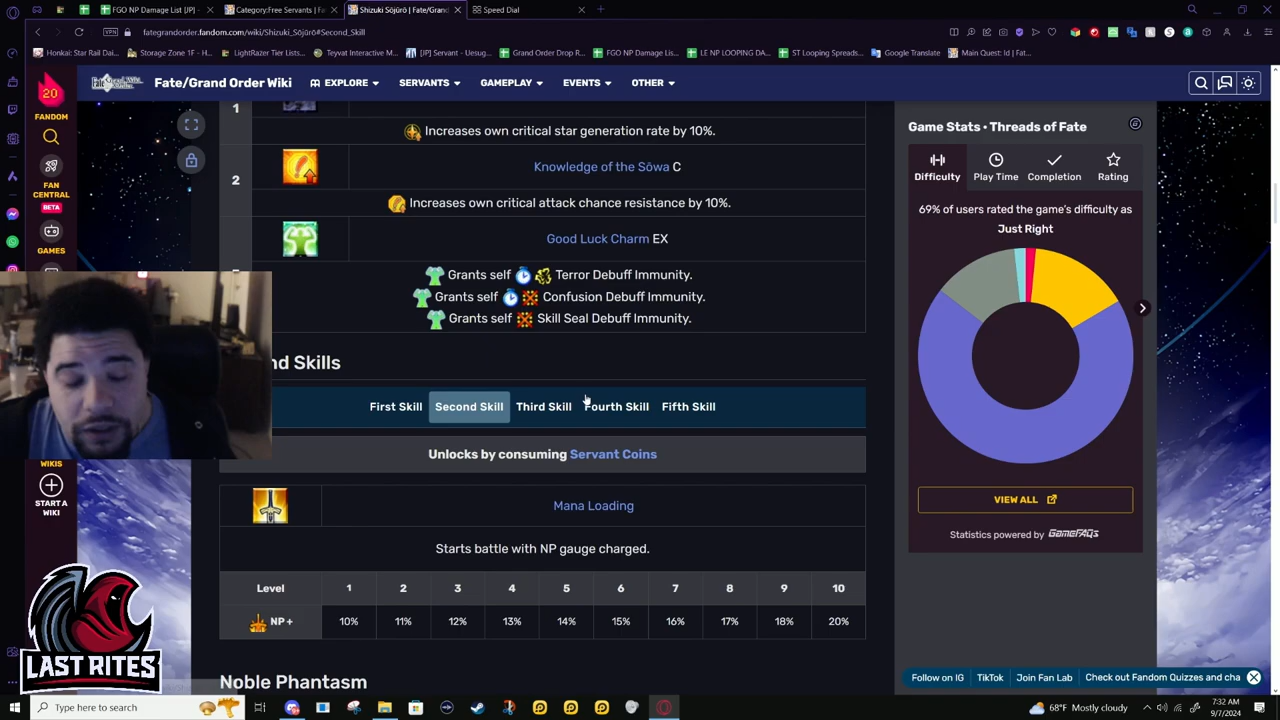 FGO NP Damage List (JP)
Category:Free Servants | Fat
Shizuki Sōjūrō | Fate/Grand
Speed Dial
VPN
fategrandorder.fandom.com/wiki/Shizuki_Sōjūrō#Second_Skill
Honkai: Star Rail Dai...
Storage Zone 1F - H...
LightRazer Tier Lists...
Teyvat Interactive M...
[JP] Servant - Uesug...
Grand Order Drop R...
FGO NP Damage Lis...
LE NP LOOPING DA...
ST Looping Spreads...
Google Translate
Main Quest: Id | Fat...
20
FANDOM
Fate/Grand Order Wiki
EXPLORE
SERVANTS
GAMEPLAY
EVENTS
OTHER
FAN CENTRAL
BETA
GAMES
WIKIS
START A WIKI
1
Increases own critical star generation rate by 10%.
2
Knowledge of the Sōwa C
Increases own critical attack chance resistance by 10%.
Good Luck Charm EX
Grants self Terror Debuff Immunity.
Grants self Confusion Debuff Immunity.
Grants self Skill Seal Debuff Immunity.
nd Skills
First Skill
Second Skill
Third Skill
Fourth Skill
Fifth Skill
Unlocks by consuming Servant Coins
Mana Loading
Starts battle with NP gauge charged.
Level 1 2 3 4 5 6 7 8 9 10
NP + 10% 11% 12% 13% 14% 15% 16% 17% 18% 20%
Noble Phantasm
Game Stats • Threads of Fate
Difficulty
Play Time
Completion
Rating
69% of users rated the game's difficulty as
Just Right
VIEW ALL
Statistics powered by GameFAQs
Follow on IG
TikTok
Join Fan Lab
Check out Fandom Quizzes and cha
LAST RITES
Type here to search
68°F Mostly cloudy
7:32 AM
9/7/2024